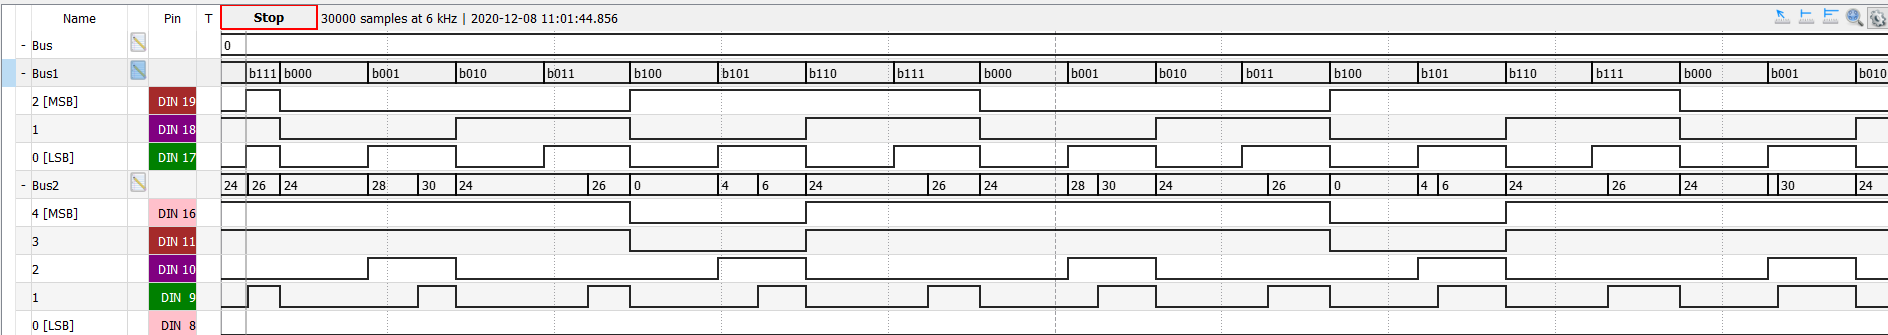 Name Pin T Stop 30000 samples at 6 kHz | 2020-12-08 11:01:44.856
- Bus 0
- Bus1 b111 b000 b001 b010 b011 b100 b101 b110 b111 b000 b001 b010 b011 b100 b101 b110 b111 b000 b001 b010
2 [MSB] DIN 19
1 DIN 18
0 [LSB] DIN 17
- Bus2 24 26 24 28 30 24 26 0 4 6 24 26 24 28 30 24 26 0 4 6 24 26 24 30 24
4 [MSB] DIN 16
3 DIN 11
2 DIN 10
1 DIN 9
0 [LSB] DIN 8